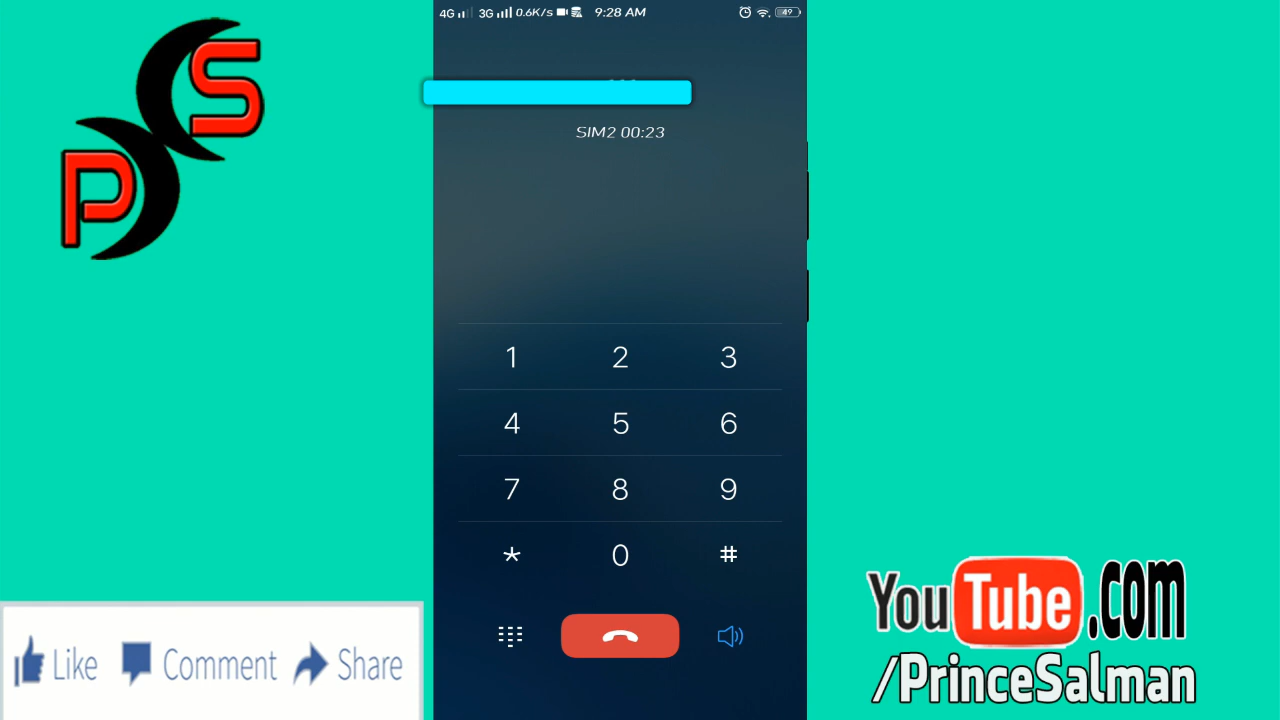 4G 3G 0.6K/s 9:28 AM 49
PS
SIM2 00:23
1 2 3
4 5 6
7 8 9
* 0 #
Like Comment Share
YouTube.com
/PrinceSalman